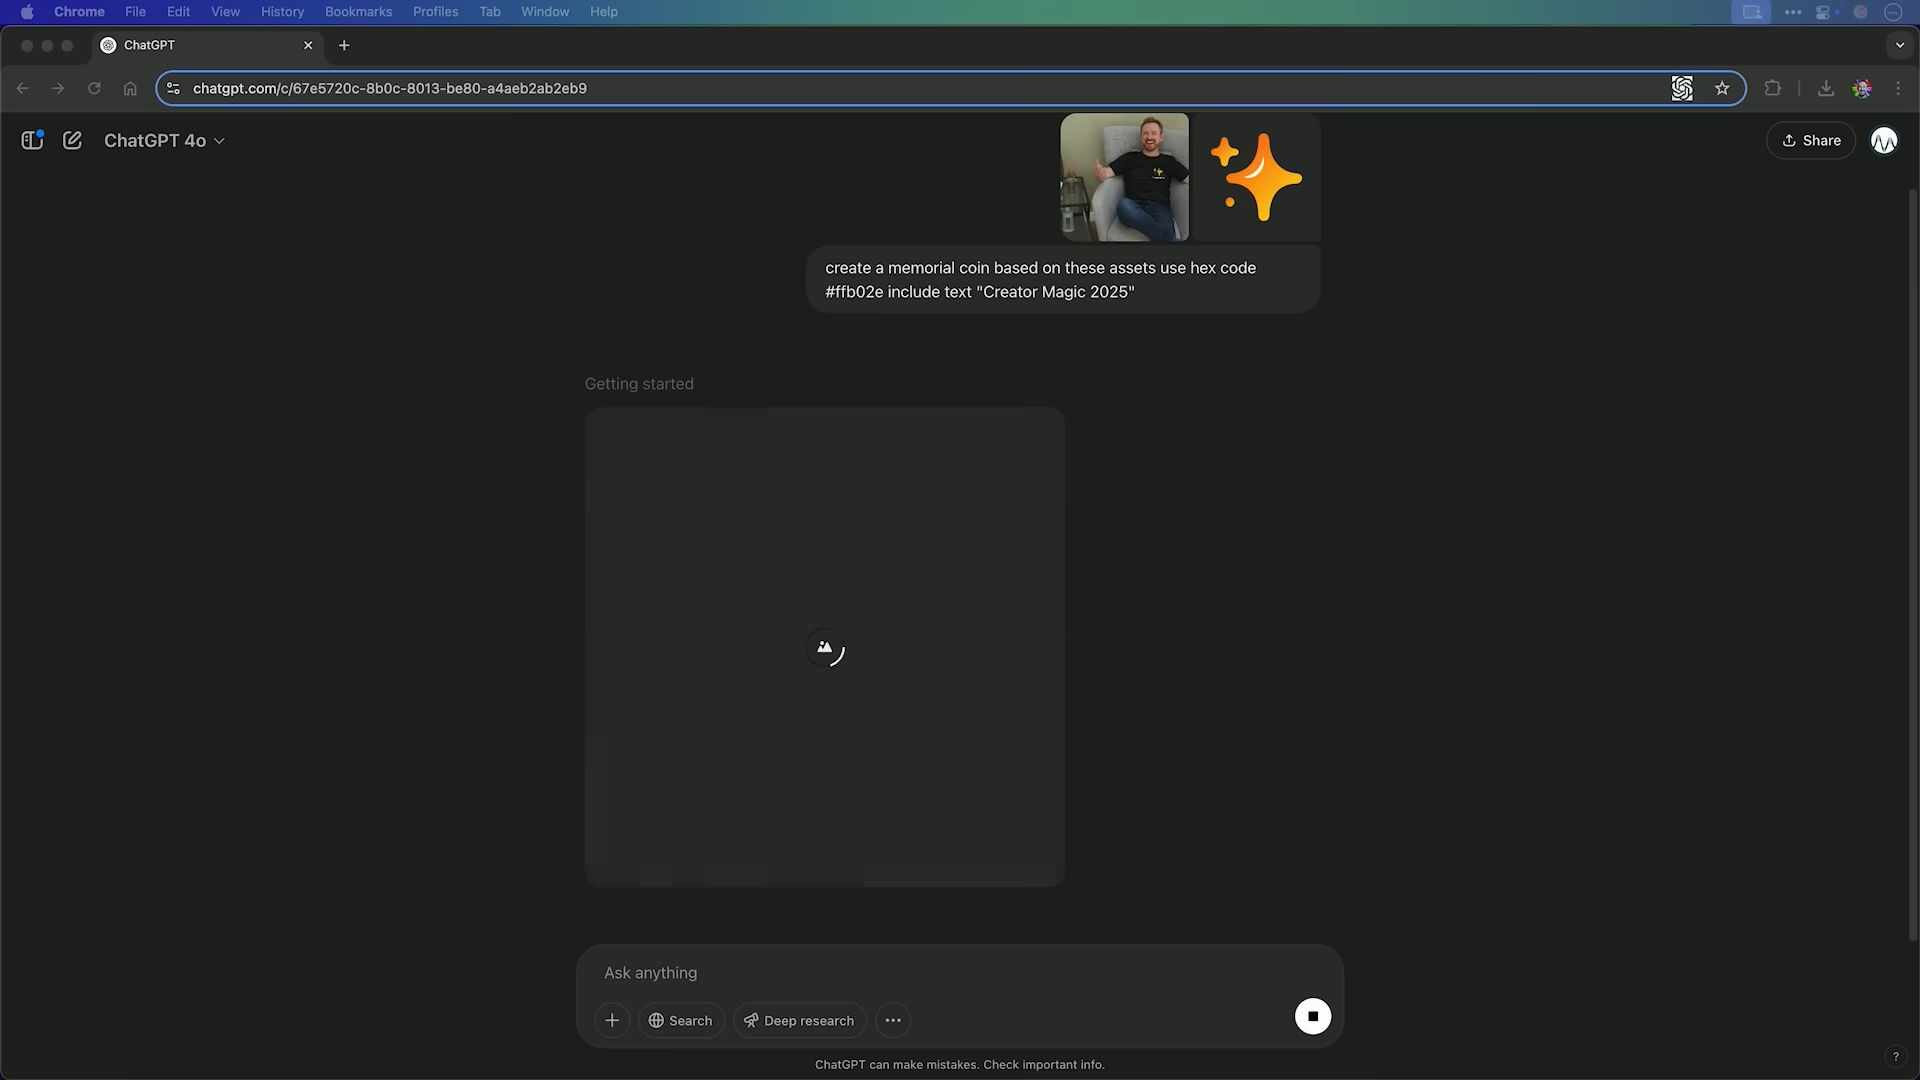 Chrome File Edit View History Bookmarks Profiles Tab Window Help
ChatGPT
chatgpt.com/c/67e5720c-8b0c-8013-be80-a4aeb2ab2eb9
ChatGPT 4o
Share
create a memorial coin based on these assets use hex code
#ffb02e include text "Creator Magic 2025"
Getting started
Ask anything
Search
Deep research
ChatGPT can make mistakes. Check important info.
?